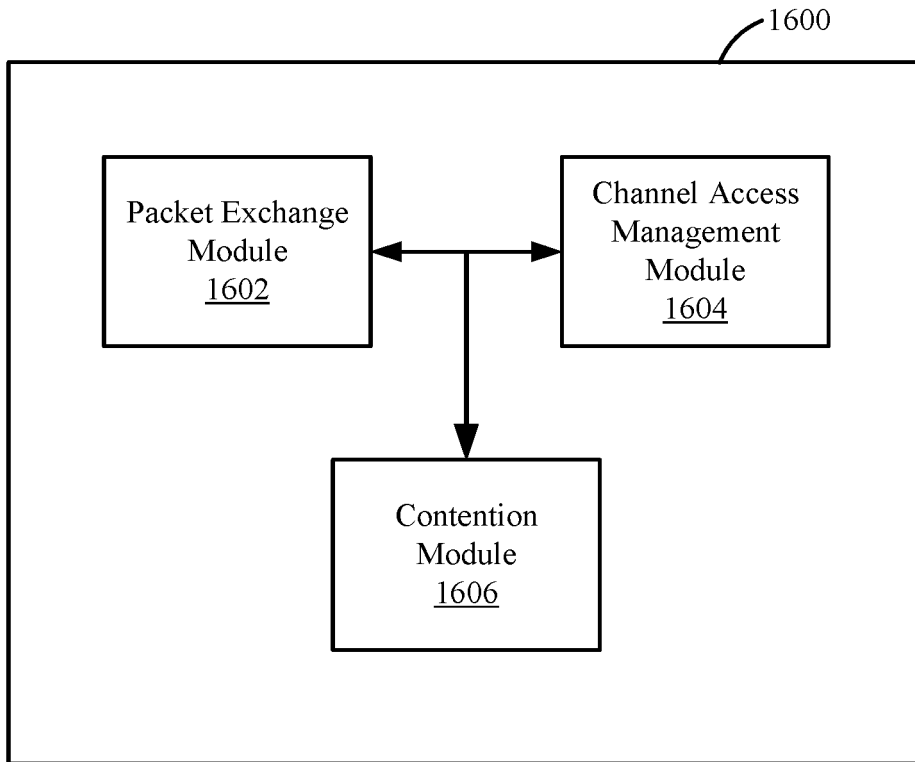 1600
Packet Exchange
Module
1602
Channel Access
Management
Module
1604
Contention
Module
1606